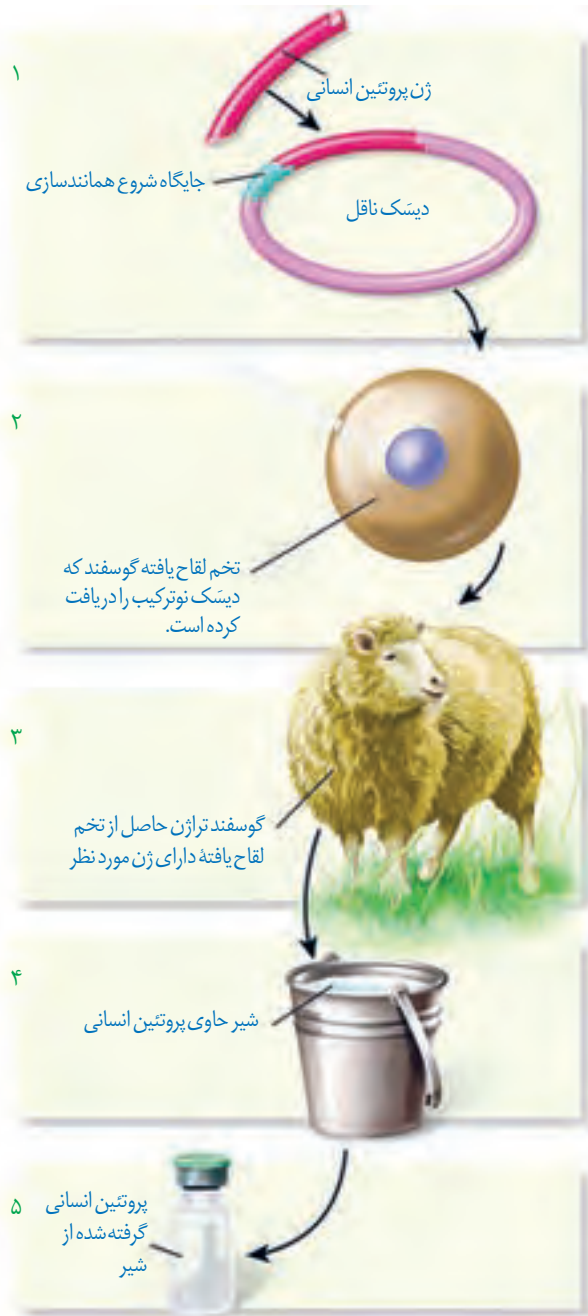 ۱
ژن پروتئین انسانی
جایگاه شروع همانندسازی
دیسَک ناقل
۲
تخم لقاح یافته گوسفند که
دیسَک نوترکیب را دریافت
کرده است.
۳
گوسفند تراژن حاصل از تخم
لقاح یافتهٔ دارای ژن مورد نظر
۴
شیر حاوی پروتئین انسانی
۵
پروتئین انسانی
گرفته‌شده از
شیر